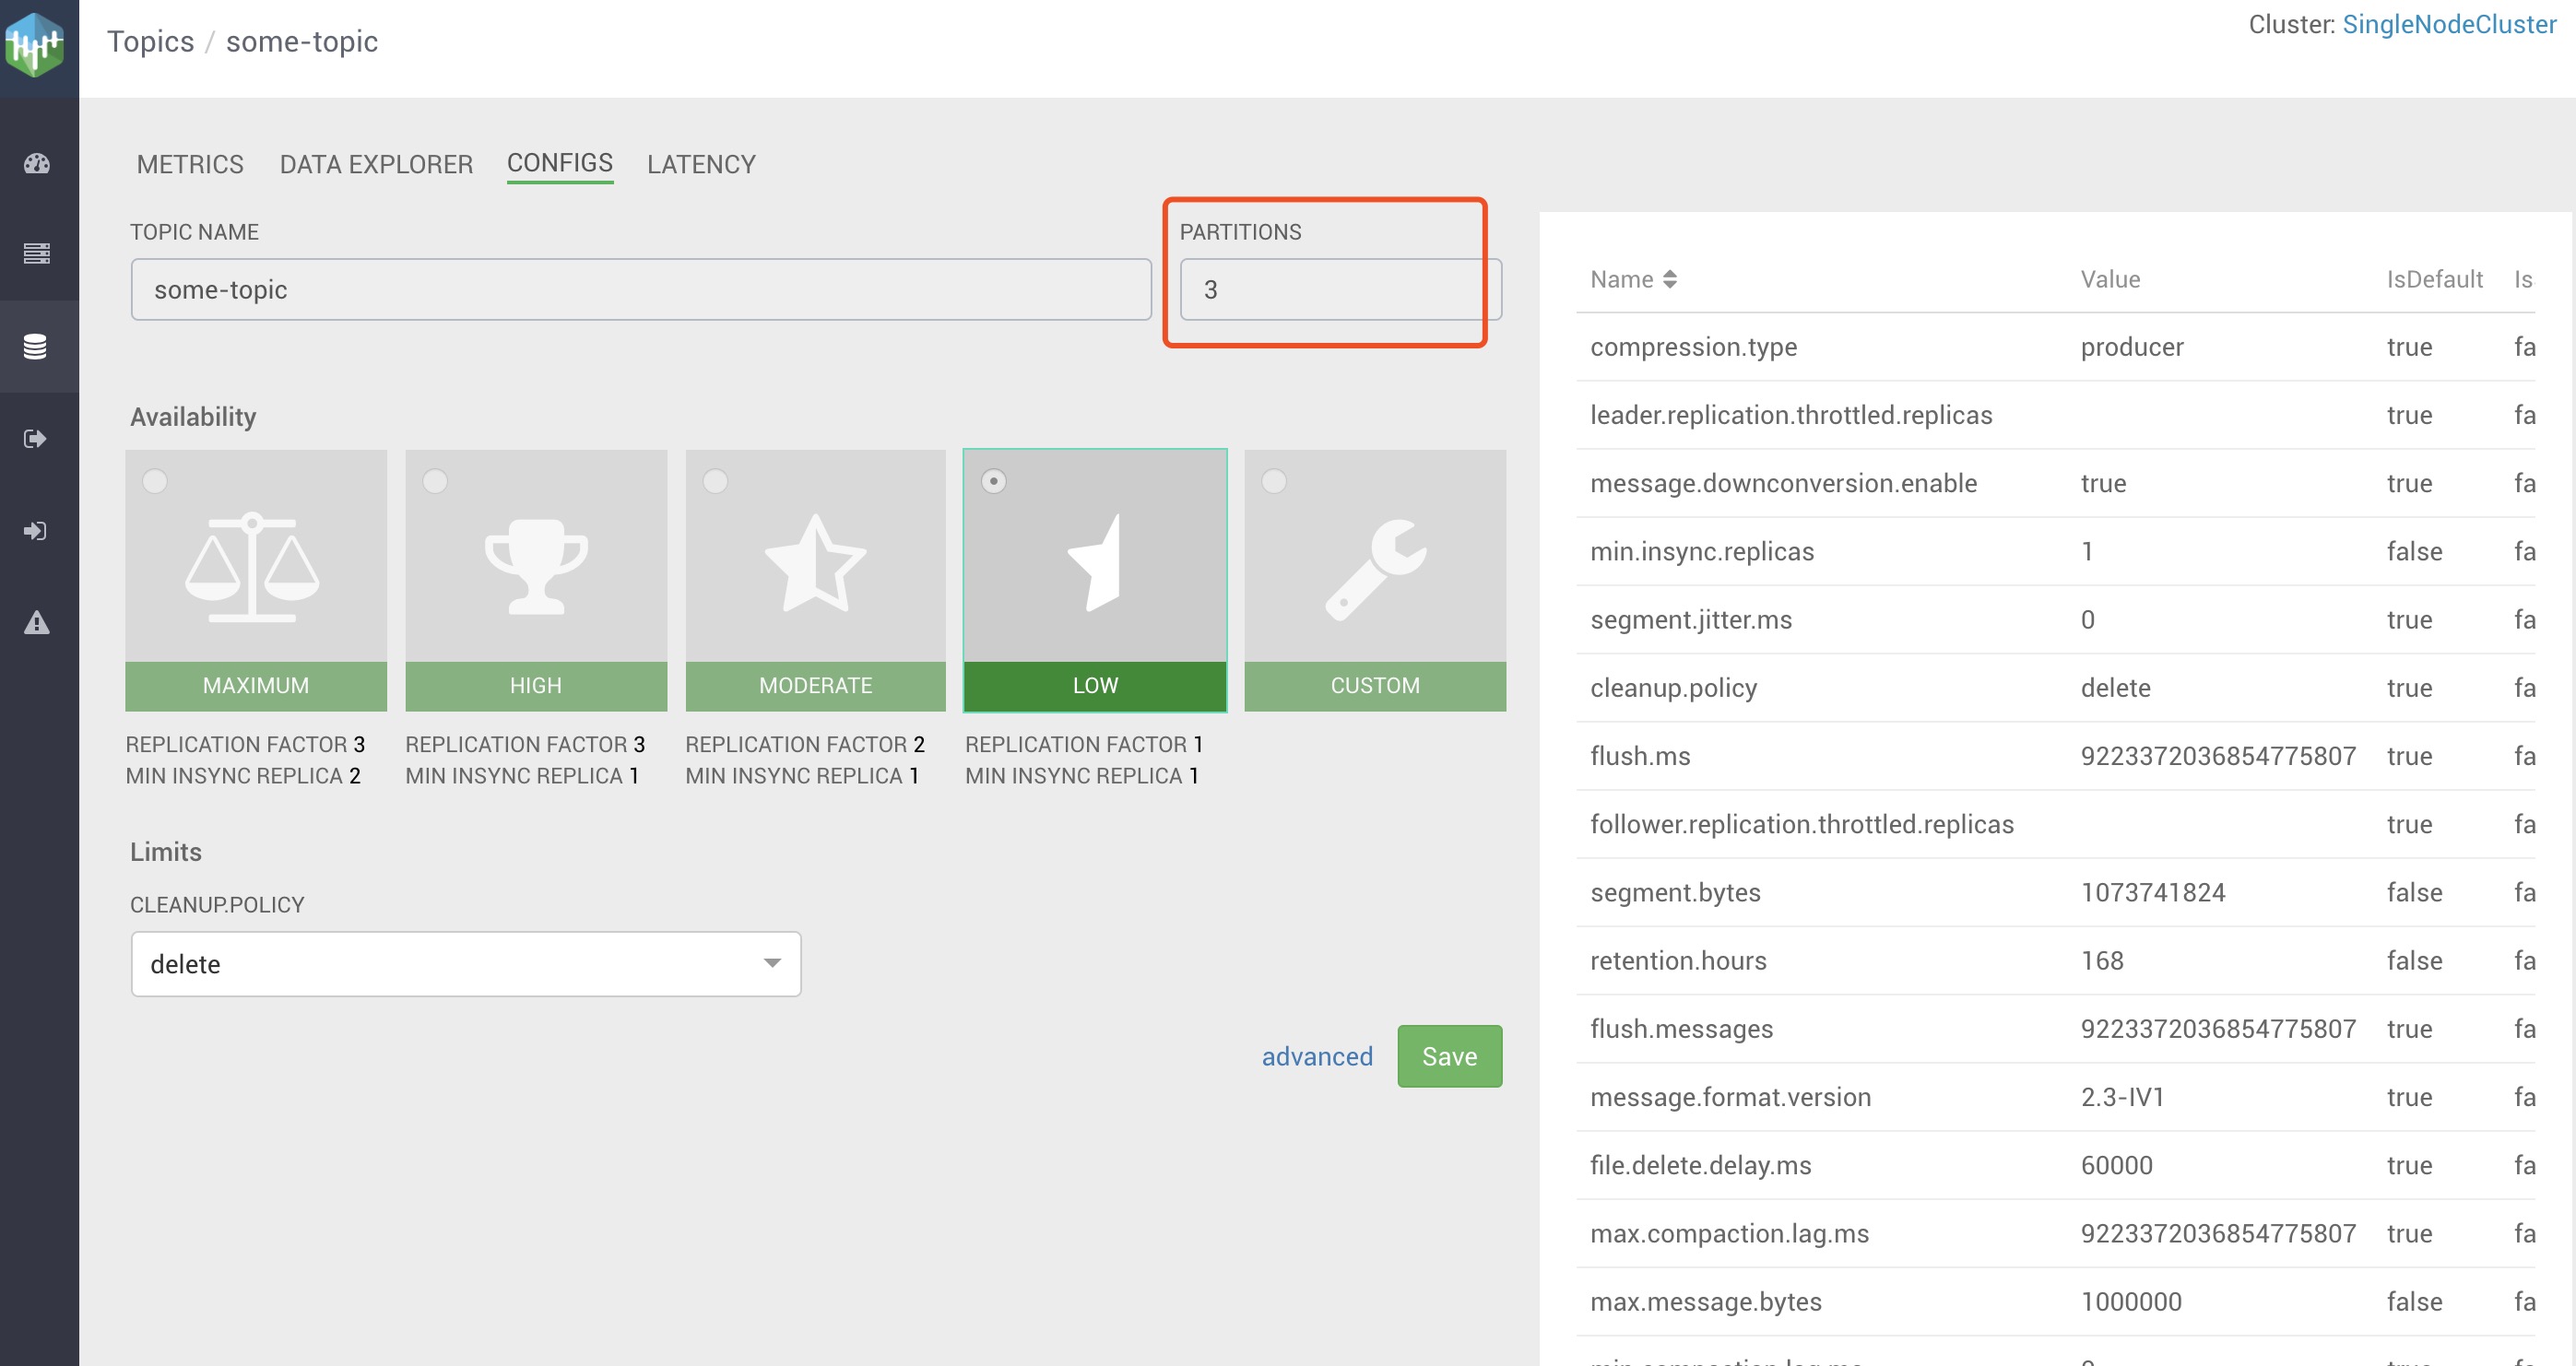 Topics / some-topic
Cluster: SingleNodeCluster
METRICS DATA EXPLORER CONFIGS LATENCY
TOPIC NAME
some-topic
PARTITIONS
3
Availability
MAXIMUM
REPLICATION FACTOR 3
MIN INSYNC REPLICA 2
HIGH
REPLICATION FACTOR 3
MIN INSYNC REPLICA 1
MODERATE
REPLICATION FACTOR 2
MIN INSYNC REPLICA 1
LOW
REPLICATION FACTOR 1
MIN INSYNC REPLICA 1
CUSTOM
Limits
CLEANUP.POLICY
delete
advanced Save
Name Value IsDefault Is
compression.type producer true fa
leader.replication.throttled.replicas true fa
message.downconversion.enable true true fa
min.insync.replicas 1 false fa
segment.jitter.ms 0 true fa
cleanup.policy delete true fa
flush.ms 9223372036854775807 true fa
follower.replication.throttled.replicas true fa
segment.bytes 1073741824 false fa
retention.hours 168 false fa
flush.messages 9223372036854775807 true fa
message.format.version 2.3-IV1 true fa
file.delete.delay.ms 60000 true fa
max.compaction.lag.ms 9223372036854775807 true fa
max.message.bytes 1000000 false fa